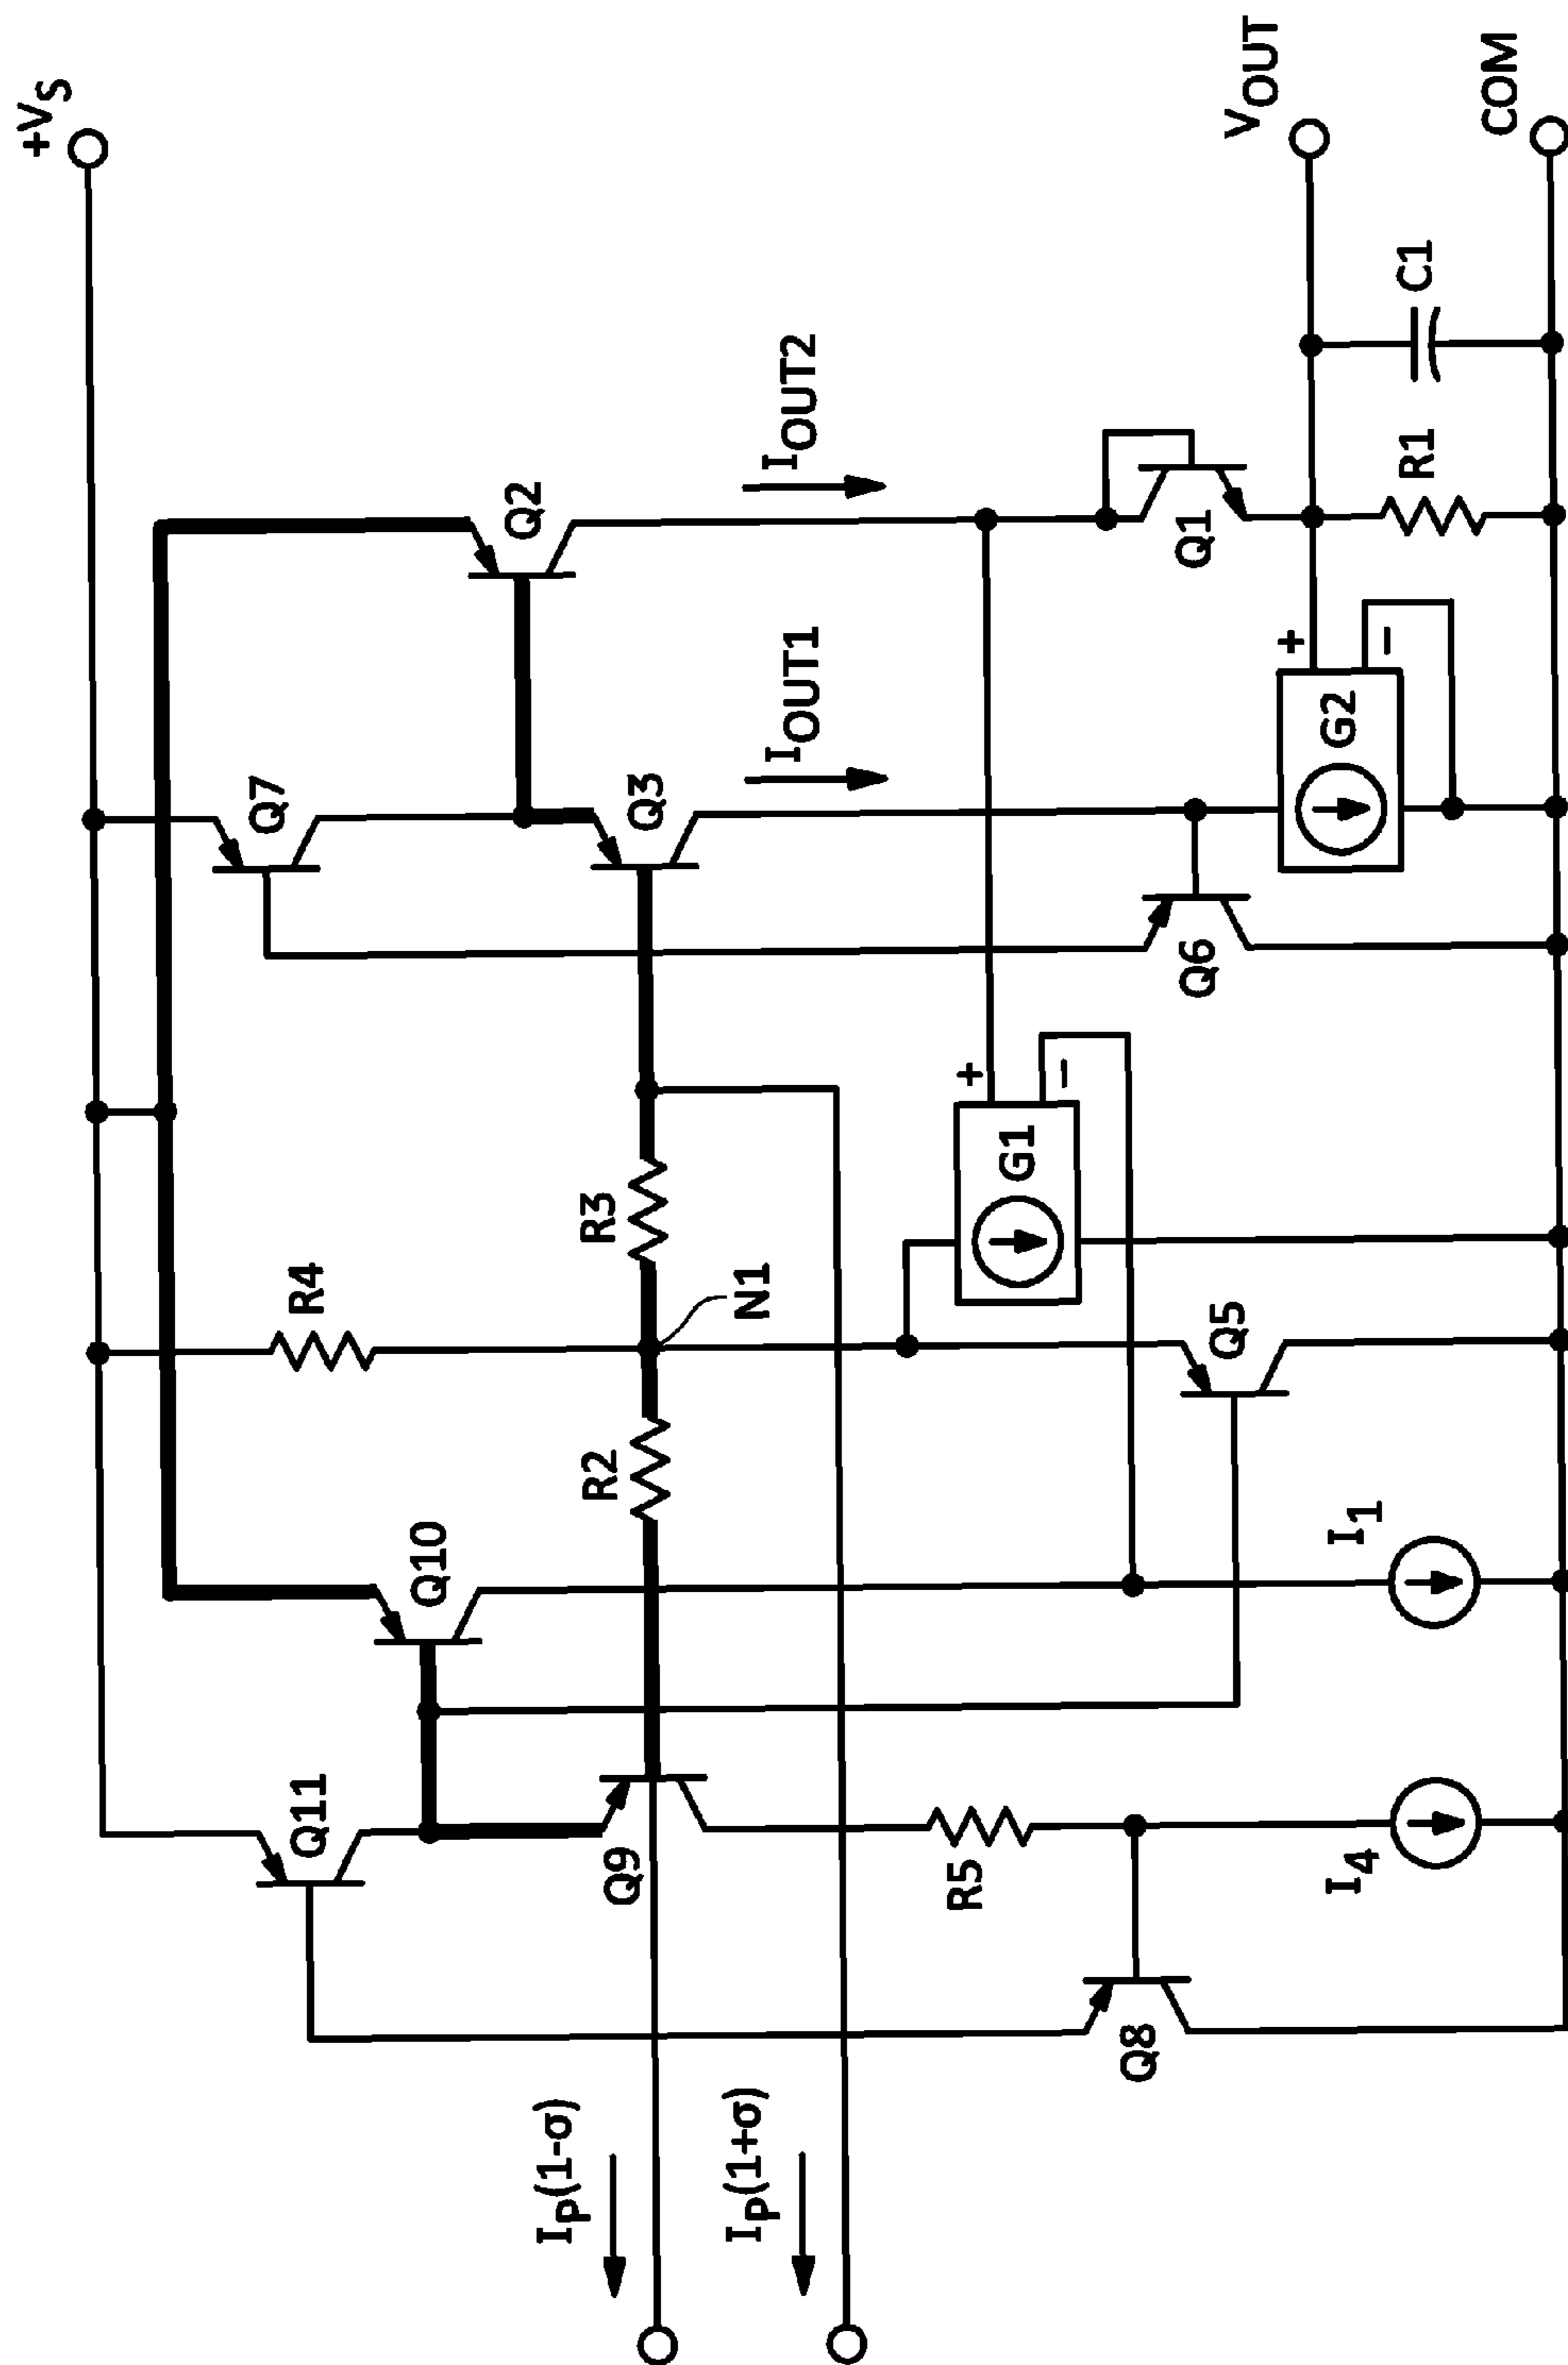 +VS
Q11
Q10
R4
Q7
Q9
R2
R3
Q3
Q2
N1
IP(1-σ)
IP(1+σ)
IOUT1
IOUT2
R5
G1
+
-
Q8
Q5
Q6
Q1
I4
I1
G2
+
-
R1
C1
VOUT
COM